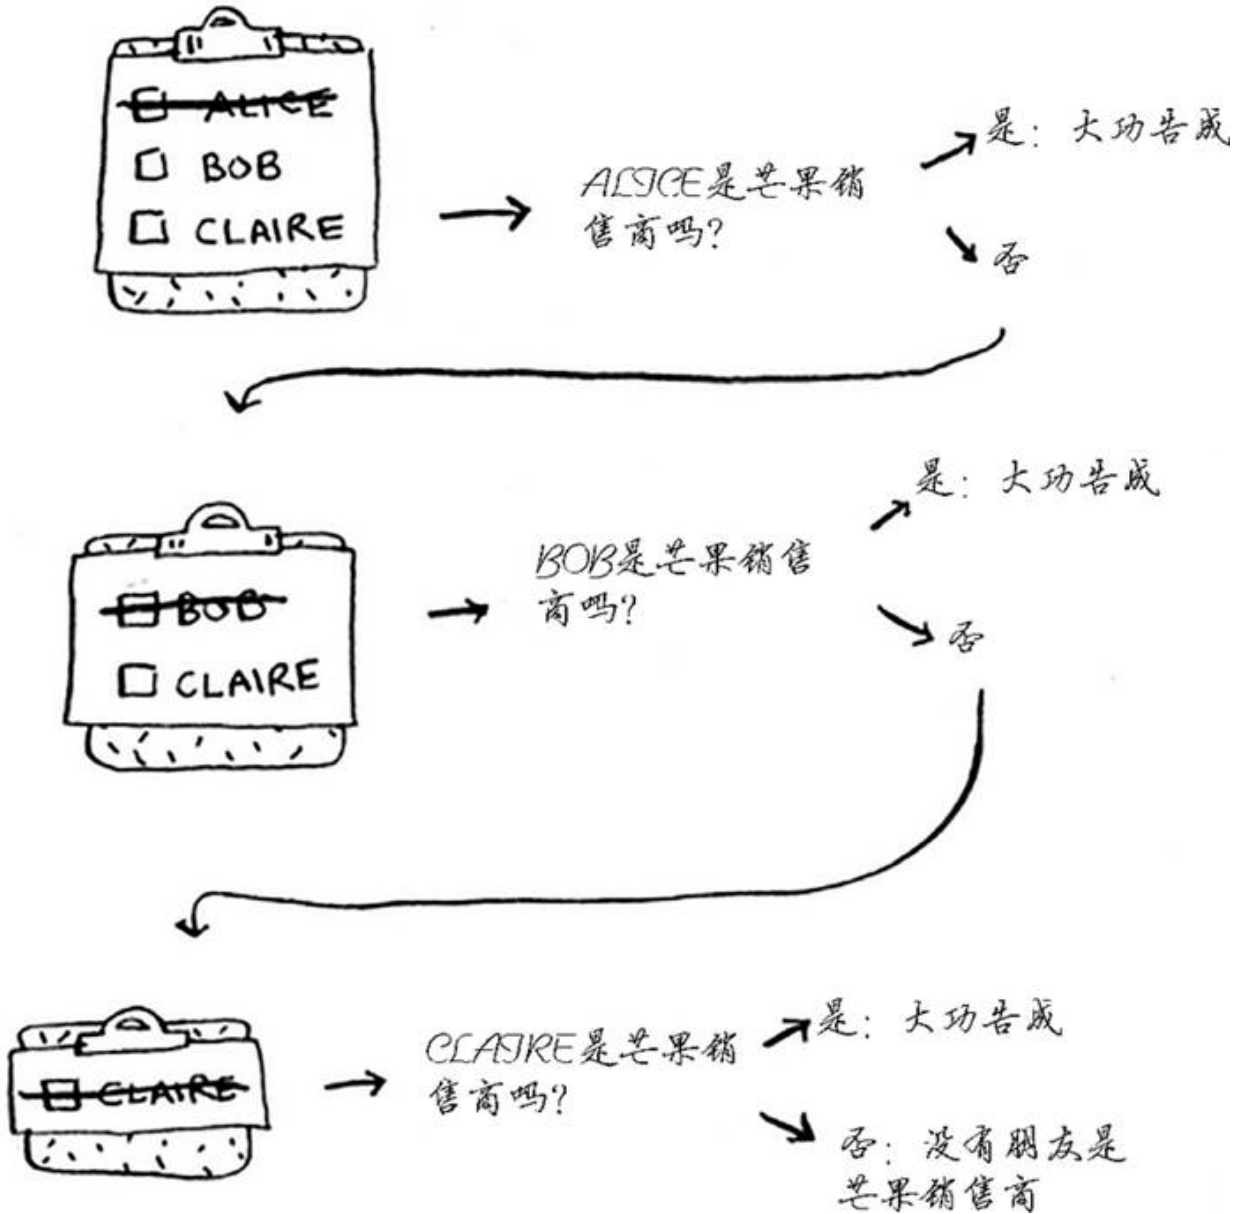 ALICE
BOB
CLAIRE
ALICE是芒果销
售商吗?
是：大功告成
否
BOB
CLAIRE
BOB是芒果销售
商吗?
是：大功告成
否
CLAIRE
CLAIRE是芒果销
售商吗?
是：大功告成
否：没有朋友是
芒果销售商